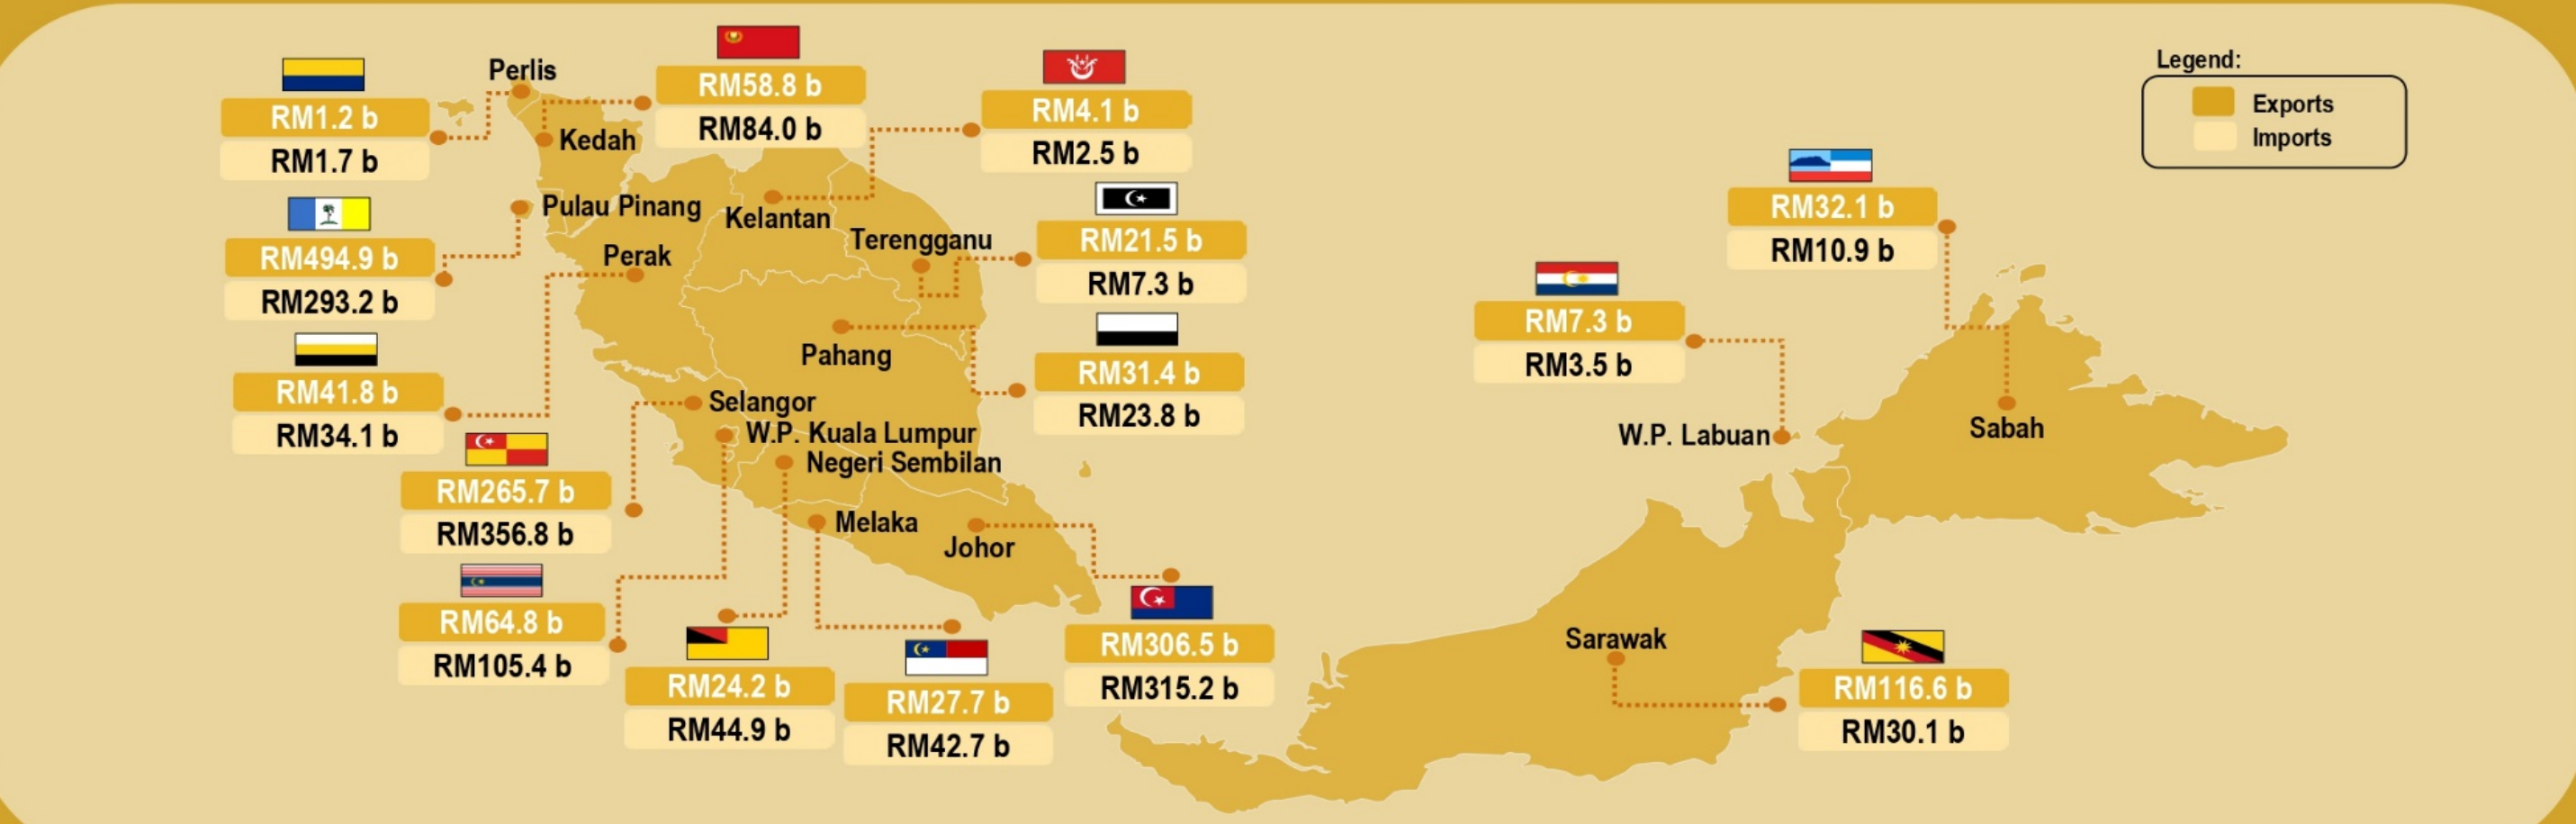 Legend:
Exports
Imports
Perlis
RM1.2 b
RM1.7 b
Kedah
RM58.8 b
RM84.0 b
Kelantan
RM4.1 b
RM2.5 b
Pulau Pinang
RM494.9 b
RM293.2 b
Terengganu
RM21.5 b
RM7.3 b
Perak
RM41.8 b
RM34.1 b
Pahang
RM31.4 b
RM23.8 b
Selangor
RM265.7 b
RM356.8 b
W.P. Kuala Lumpur
RM64.8 b
RM105.4 b
Negeri Sembilan
RM24.2 b
RM44.9 b
Melaka
RM27.7 b
RM42.7 b
Johor
RM306.5 b
RM315.2 b
W.P. Labuan
RM7.3 b
RM3.5 b
Sabah
RM32.1 b
RM10.9 b
Sarawak
RM116.6 b
RM30.1 b